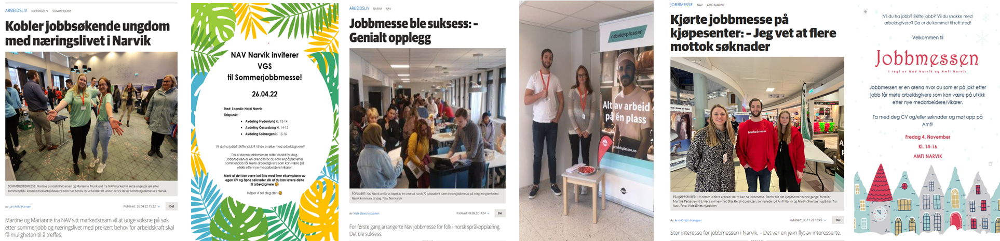 ARBEIDSLIV NÆRINGSLIV SOMMERJOBB
Kobler jobbsøkende ungdom
med næringslivet i Narvik
SOMMERJOBBMESSE: Martine Lundahl Pettersen og Marianne Munkvold fra NAV marked vil sette unge på søk etter
sommerjobb i kontakt med arbeidstakere som har behov for arbeidskraft under deres første sommerjobbmesse i Narvik.
Av Jan Arild Hansen
Publisert: 26.04.22 15:52
Del
Martine og Marianne fra NAV sitt markedsteam vil at unge voksne på søk
etter sommerjobb og næringslivet med prekært behov for arbeidskraft skal
få muligheten til å treffes.
NAV Narvik inviterer
VGS
til Sommerjobbmesse!
26.04.22
Sted: Scandic Hotel Narvik
Tidspunkt:
• Avdeling Frydenlund kl. 13-14
• Avdeling Oscarsborg kl. 14-15
• Avdeling Solhaugen kl. 15-16
Vil du ha jobb? Skifte jobb? Vil du snakke med arbeidsgivere?
Da er denne jobbmessen rette stedet for deg.
Jobbmessen er en arena hvor du som er på jakt etter
sommerjobb får møte arbeidsgivere som kan være på
utkikk etter nye medarbeidere/vikarer.
Merk at det kan være lurt å ta med flere eksemplarer av
egen CV og åpne søknader slik at du kan levere dette
til arbeidsgivere 😊
Håper vi ser deg der! 😊
ARBEIDSLIV NARVIK NAV
Jobbmesse ble suksess: –
Genialt opplegg
POPULÆRT: Nav Narvik anslår at i løpet av én time tok rundt 70 jobbsøkere turen innom jobbmessa på integreringsenheten i
Narvik kommune tirsdag. Foto: Nav Narvik
Av Vilde Øines Nybakken
Publisert: 08.09.22 14:04
Del
For første gang arrangerte Nav jobbmesse for folk i norsk språkopplæring.
Det ble suksess.
arbeidsplassen
Alt av arbeid
på én plass
arbeidsplassen.no
JOBBMESSE NAV AMFI NARVIK
Kjørte jobbmesse på
kjøpesenter: – Jeg vet at flere
mottok søknader
Markedsteam
PÅ KJØPESENTER: – Vi tester ut flere arenaer der vi kan ha jobbmesse. Derfor ble det kjøpesenter denne gange, forteller
Martine Pettersen (th). Her sammen med Silje Bergh-Lorentzen, senterleder på Amfi Narvik og Martin Sivertsen også han fra
Nav.. Foto: Vilde Øines Nybakken
Av Ann-Kristin Hanssen
Publisert: 06.11.22 18:49
Del
Stor interesse for jobbmessen i Narvik. – Det var en jevn flyt av interesserte.
Vil du ha jobb? Skifte jobb? Vil du snakke med
arbeidsgivere? Da er du kommet til rett sted!
Velkommen til
Jobbmessen
i regi av NAV Narvik og Amfi Narvik
Jobbmessen er en arena hvor du som er på jakt etter
jobb får møte arbeidsgivere som kan være på utkikk
etter nye medarbeidere/vikarer.
Ta med deg CV og/eller søknader og møt opp på
Amfi!
Fredag 4. November
Kl. 14-16
AMFI NARVIK